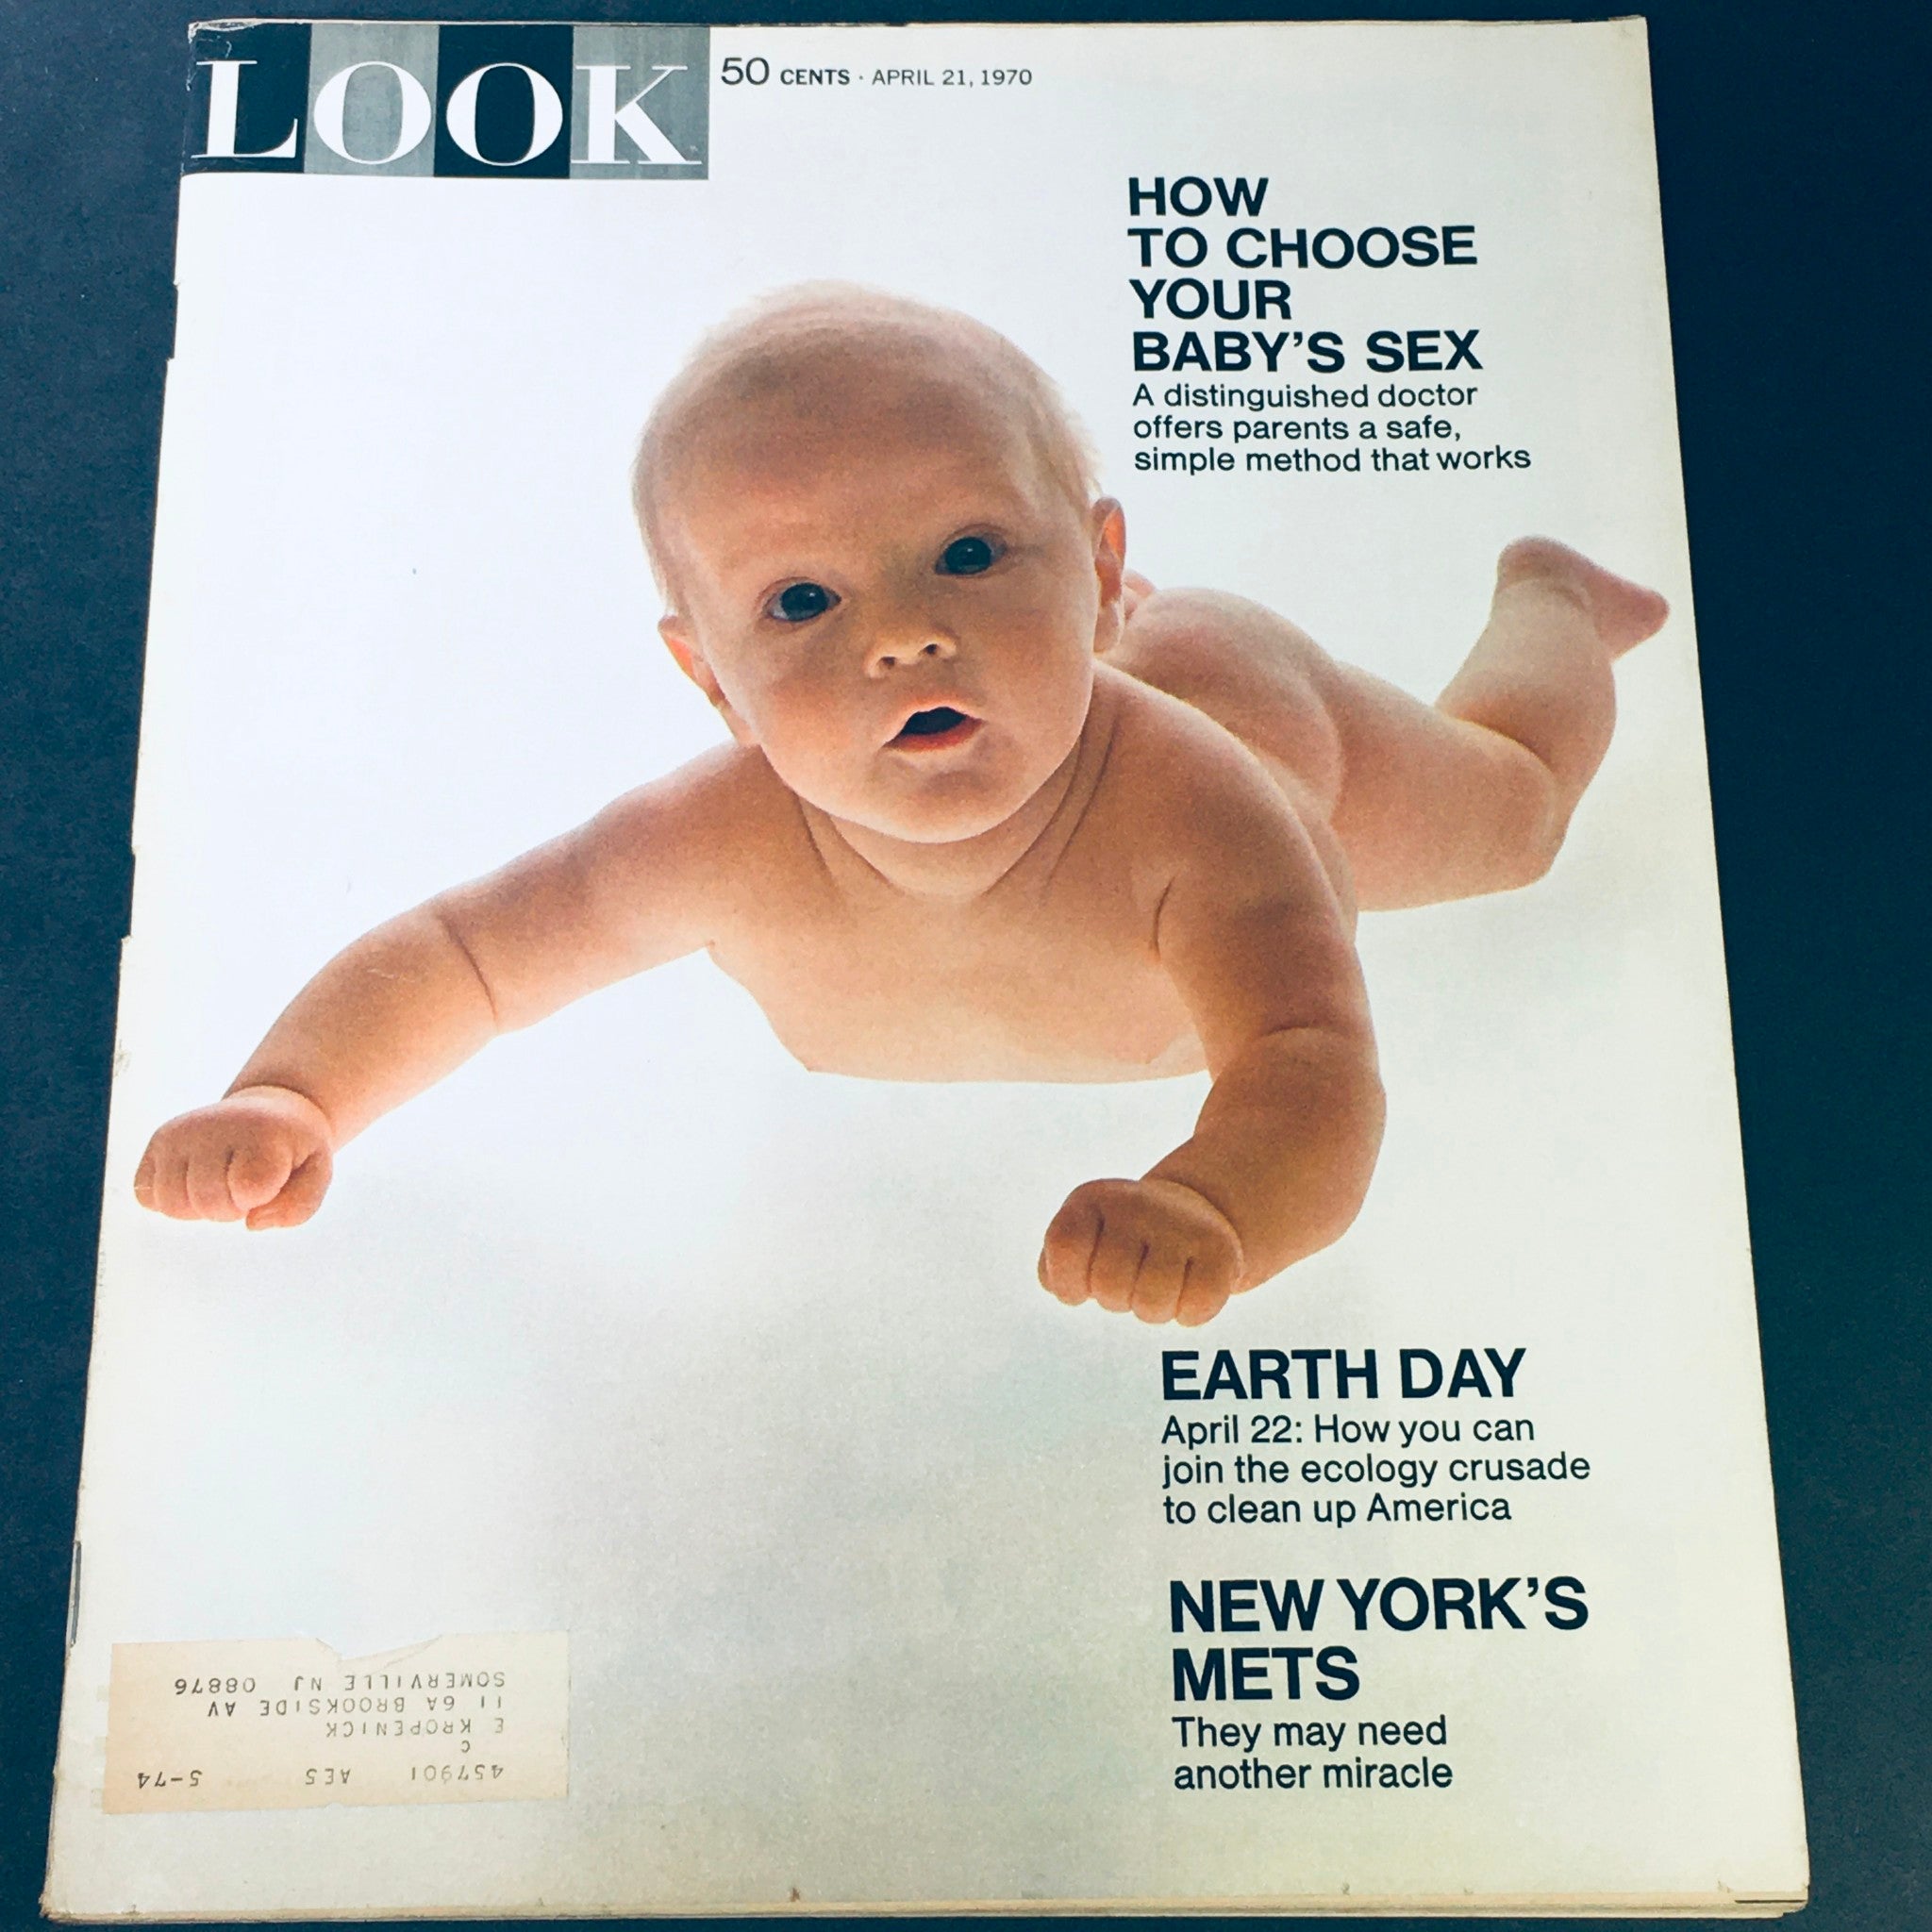 LOOK
50 CENTS · APRIL 21, 1970
HOW
TO CHOOSE
YOUR
BABY'S SEX
A distinguished doctor
offers parents a safe,
simple method that works
EARTH DAY
April 22: How you can
join the ecology crusade
to clean up America
NEW YORK'S
METS
They may need
another miracle
457901 AES 5-74
C
E KROPENICK
11 6A BROOKSIDE AV
SOMERVILLE NJ 08876